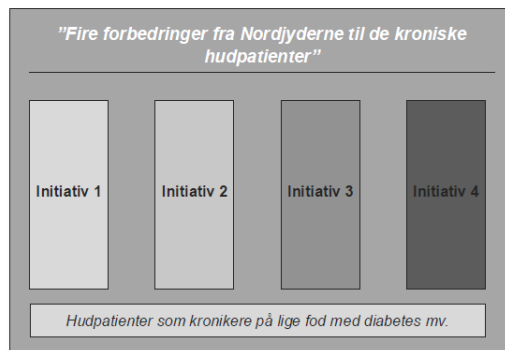 ”Fire forbedringer fra Nordjyderne til de kroniske
hudpatienter”
Initiativ 1
Initiativ 2
Initiativ 3
Initiativ 4
Hudpatienter som kronikere på lige fod med diabetes mv.